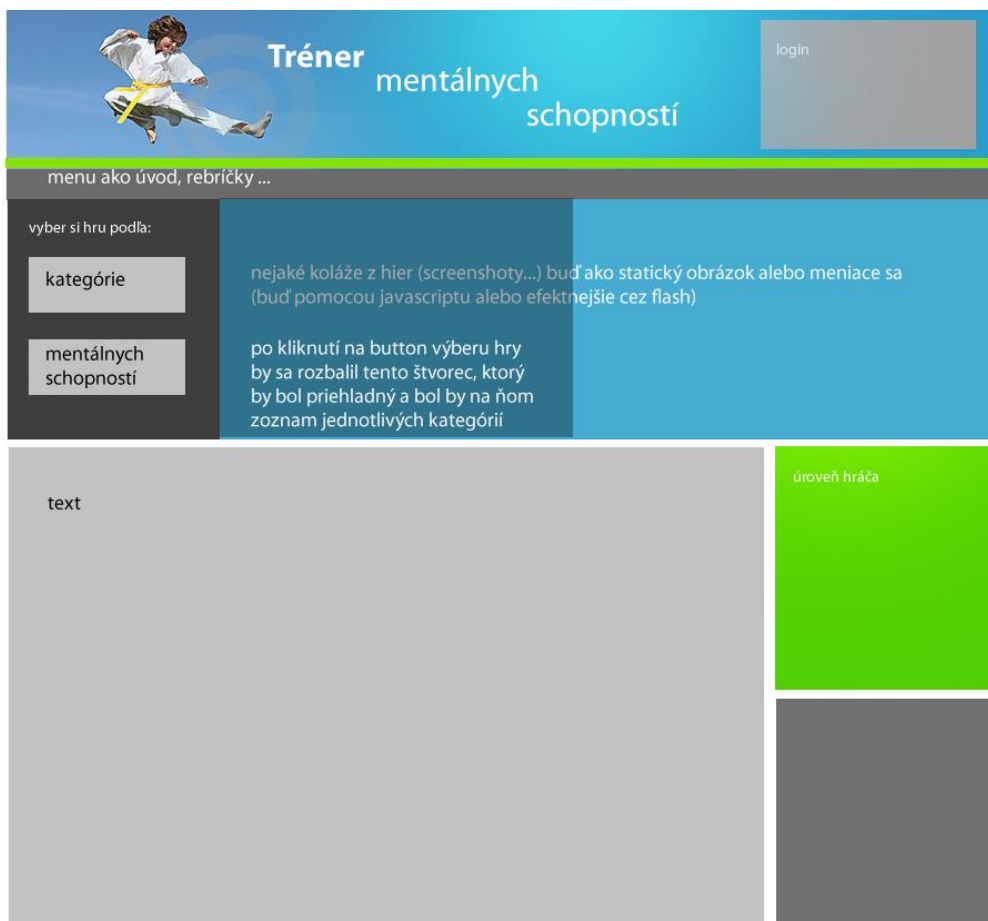 Tréner
mentálnych
schopností
login
menu ako úvod, rebríčky ...
vyber si hru podľa:
kategórie
mentálnych
schopností
nejaké koláže z hier (screenshoty...) buď ako statický obrázok alebo meniace sa
(buď pomocou javascriptu alebo efektnejšie cez flash)
po kliknutí na button výberu hry
by sa rozbalil tento štvorec, ktorý
by bol priehladný a bol by na ňom
zoznam jednotlivých kategórií
text
úroveň hráča